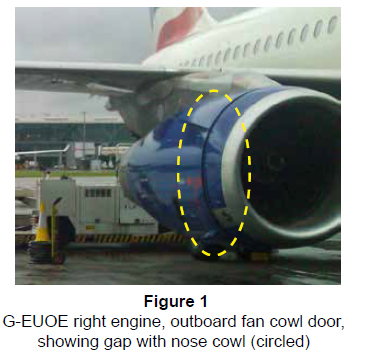 Figure 1
G-EUOE right engine, outboard fan cowl door,
showing gap with nose cowl (circled)